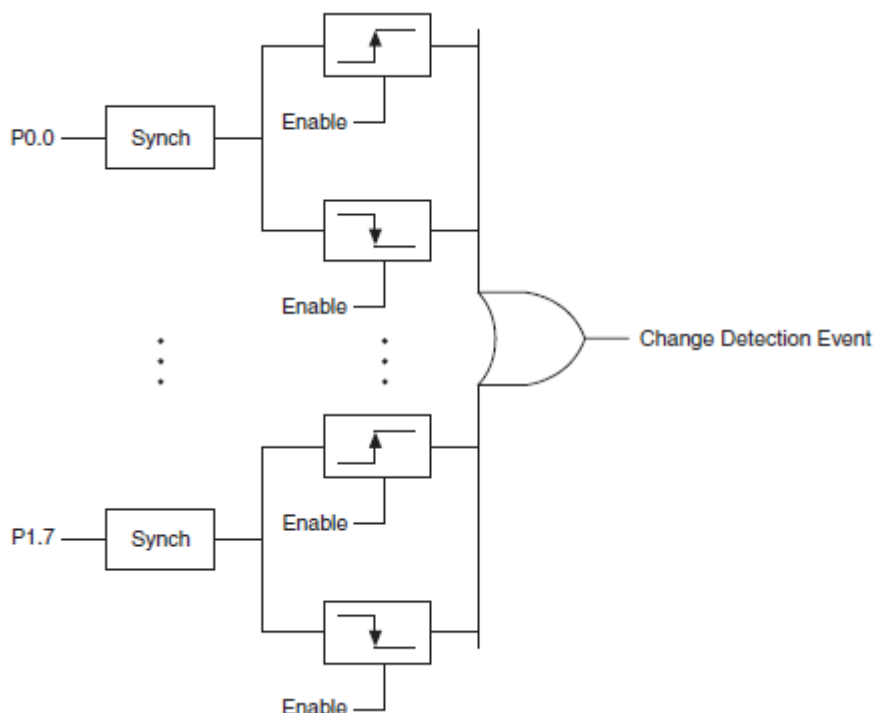 Enable
P0.0
Synch
Enable
Change Detection Event
Enable
P1.7
Synch
Enable